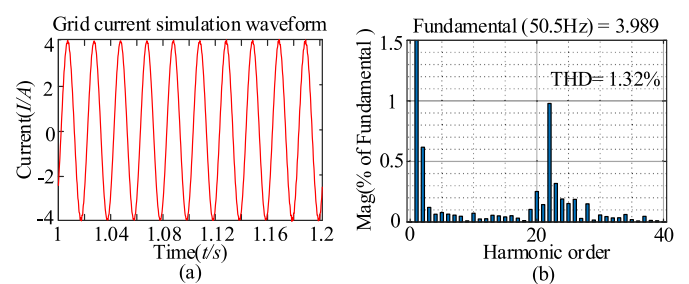 Grid current simulation waveform
4
2
0
-2
-4
Current(I/A)
1 1.04 1.08 1.12 1.16 1.2
Time(t/s)
(a)
Fundamental (50.5Hz) = 3.989
1.5
THD= 1.32%
1
0.5
0
Mag(% of Fundamental )
0 20 40
Harmonic order
(b)